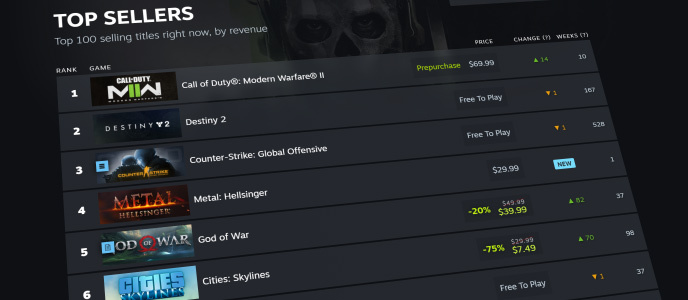 TOP SELLERS
Top 100 selling titles right now, by revenue
RANK GAME PRICE CHANGE (?) WEEKS (?)
1 CALL OF DUTY MWII Call of Duty®: Modern Warfare® II Prepurchase $69.99 ▲ 14 10
2 DESTINY 2 Destiny 2 Free To Play ▼ 1 167
3 COUNTER STRIKE Counter-Strike: Global Offensive Free To Play ▼ 1 528
4 METAL HELLSINGER Metal: Hellsinger $29.99 NEW 1
5 GOD OF WAR God of War -20% $49.99 $39.99 ▲ 82 37
6 CITIES SKYLINES Cities: Skylines -75% $29.99 $7.49 ▲ 70 98
Free To Play ▼ 1 37